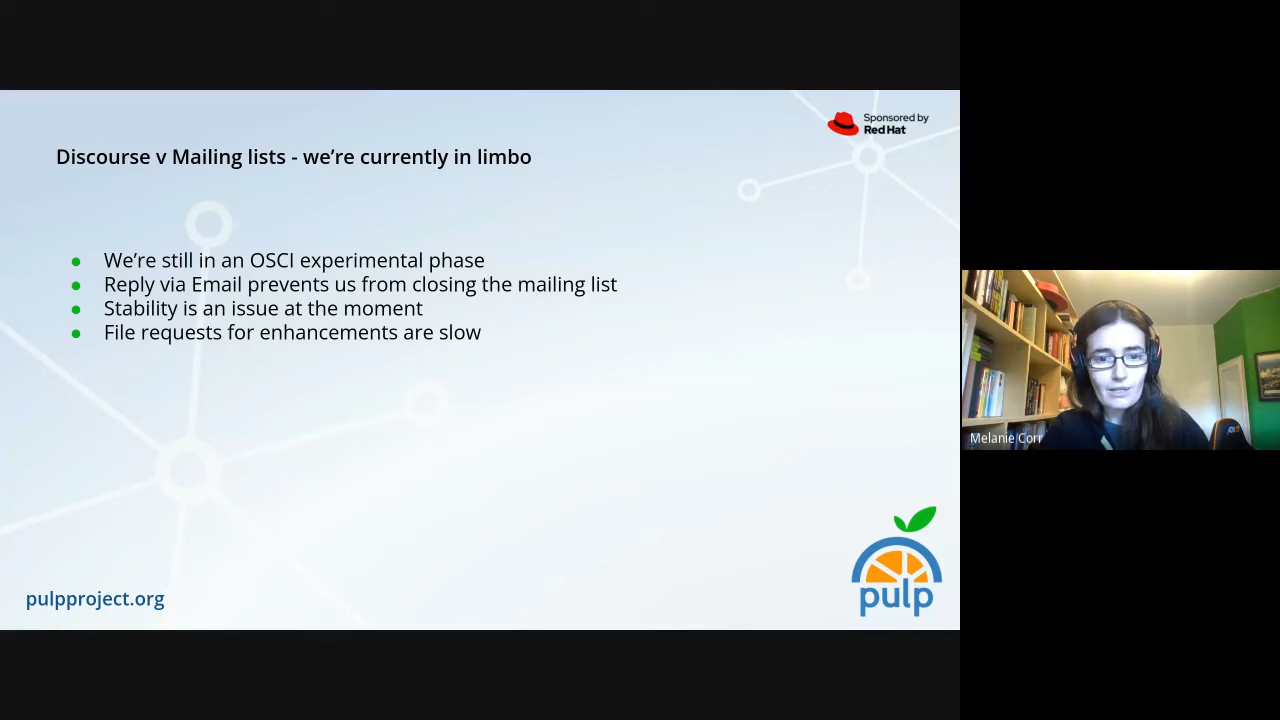 Sponsored by
Red Hat
Discourse v Mailing lists - we're currently in limbo
● We're still in an OSCI experimental phase
● Reply via Email prevents us from closing the mailing list
● Stability is an issue at the moment
● File requests for enhancements are slow
Melanie Corr
pulpproject.org
pulp